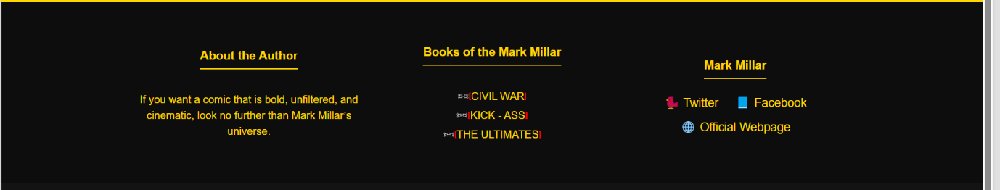 About the Author
If you want a comic that is bold, unfiltered, and
cinematic, look no further than Mark Millar's
universe.
Books of the Mark Millar
CIVIL WAR
KICK - ASS
THE ULTIMATES
Mark Millar
Twitter Facebook
Official Webpage